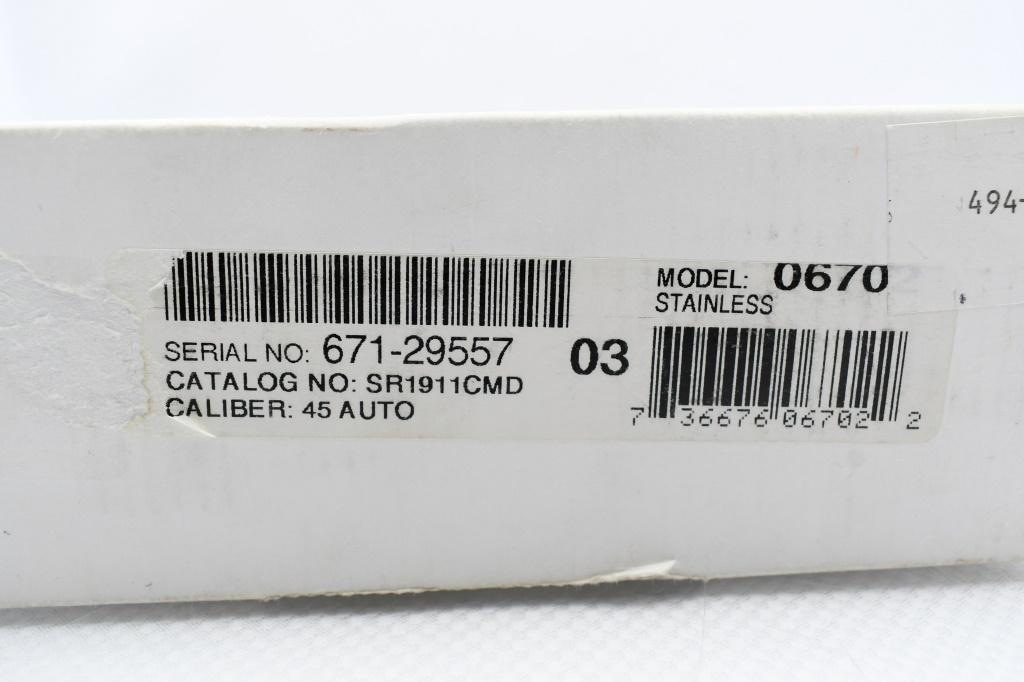 494-
MODEL: 0670
STAINLESS
SERIAL NO: 671-29557
03
CATALOG NO: SR1911CMD
CALIBER: 45 AUTO
7 36676 06702 2